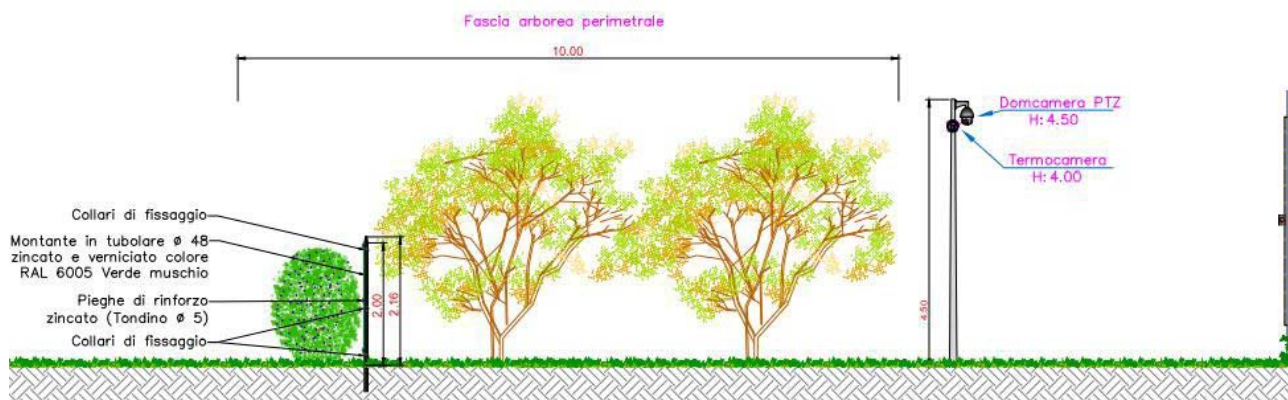 Fascia arborea perimetrale
10.00
Domcamera PTZ
H: 4.50
Termocamera
H: 4.00
Collari di fissaggio
Montante in tubolare ø 48
zincato e verniciato colore
RAL 6005 Verde muschio
Pieghe di rinforzo
zincato (Tondino ø 5)
Collari di fissaggio
2.00
2.16
4.50